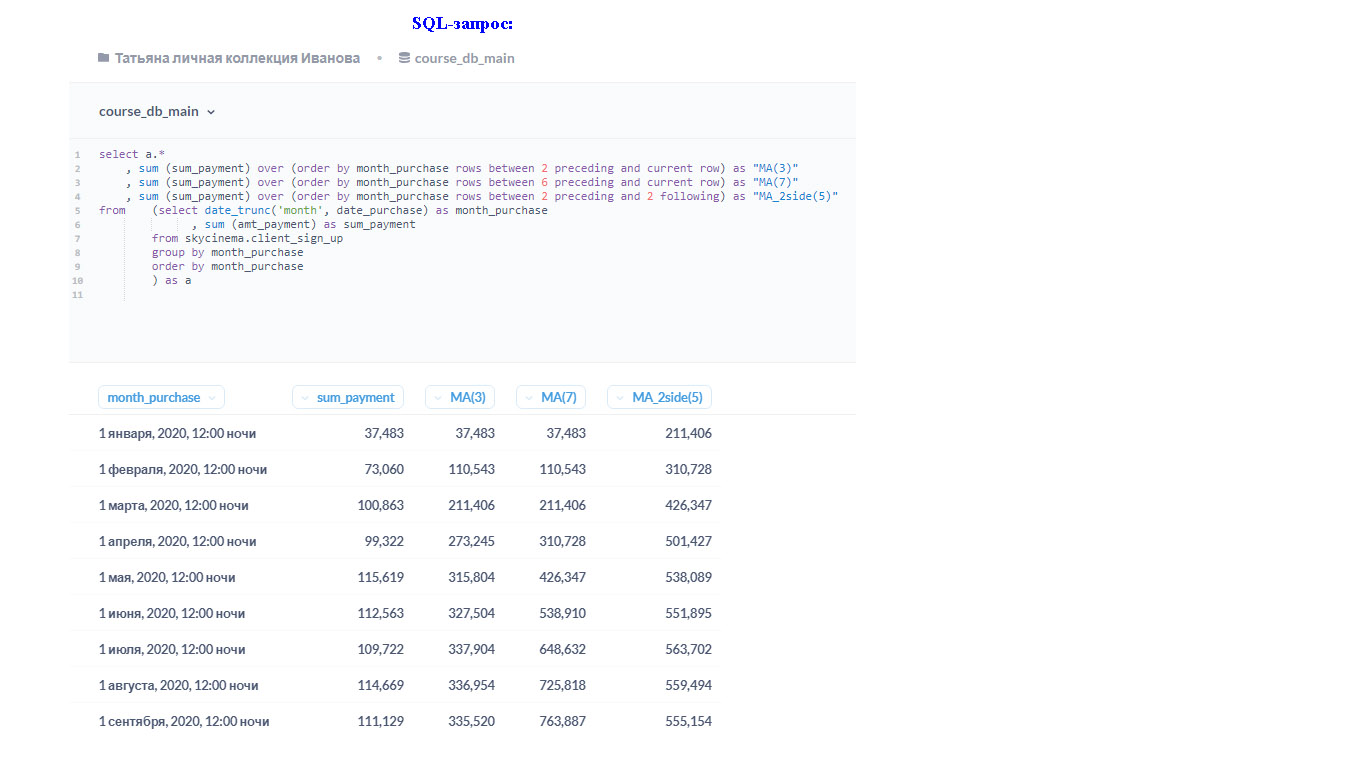 SQL-запрос:
Татьяна личная коллекция Иванова • course_db_main
course_db_main
1 select a.*
2 , sum (sum_payment) over (order by month_purchase rows between 2 preceding and current row) as "MA(3)"
3 , sum (sum_payment) over (order by month_purchase rows between 6 preceding and current row) as "MA(7)"
4 , sum (sum_payment) over (order by month_purchase rows between 2 preceding and 2 following) as "MA_2side(5)"
5 from (select date_trunc('month', date_purchase) as month_purchase
6 , sum (amt_payment) as sum_payment
7 from skycinema.client_sign_up
8 group by month_purchase
9 order by month_purchase
10 ) as a
11
month_purchase sum_payment MA(3) MA(7) MA_2side(5)
1 января, 2020, 12:00 ночи 37,483 37,483 37,483 211,406
1 февраля, 2020, 12:00 ночи 73,060 110,543 110,543 310,728
1 марта, 2020, 12:00 ночи 100,863 211,406 211,406 426,347
1 апреля, 2020, 12:00 ночи 99,322 273,245 310,728 501,427
1 мая, 2020, 12:00 ночи 115,619 315,804 426,347 538,089
1 июня, 2020, 12:00 ночи 112,563 327,504 538,910 551,895
1 июля, 2020, 12:00 ночи 109,722 337,904 648,632 563,702
1 августа, 2020, 12:00 ночи 114,669 336,954 725,818 559,494
1 сентября, 2020, 12:00 ночи 111,129 335,520 763,887 555,154